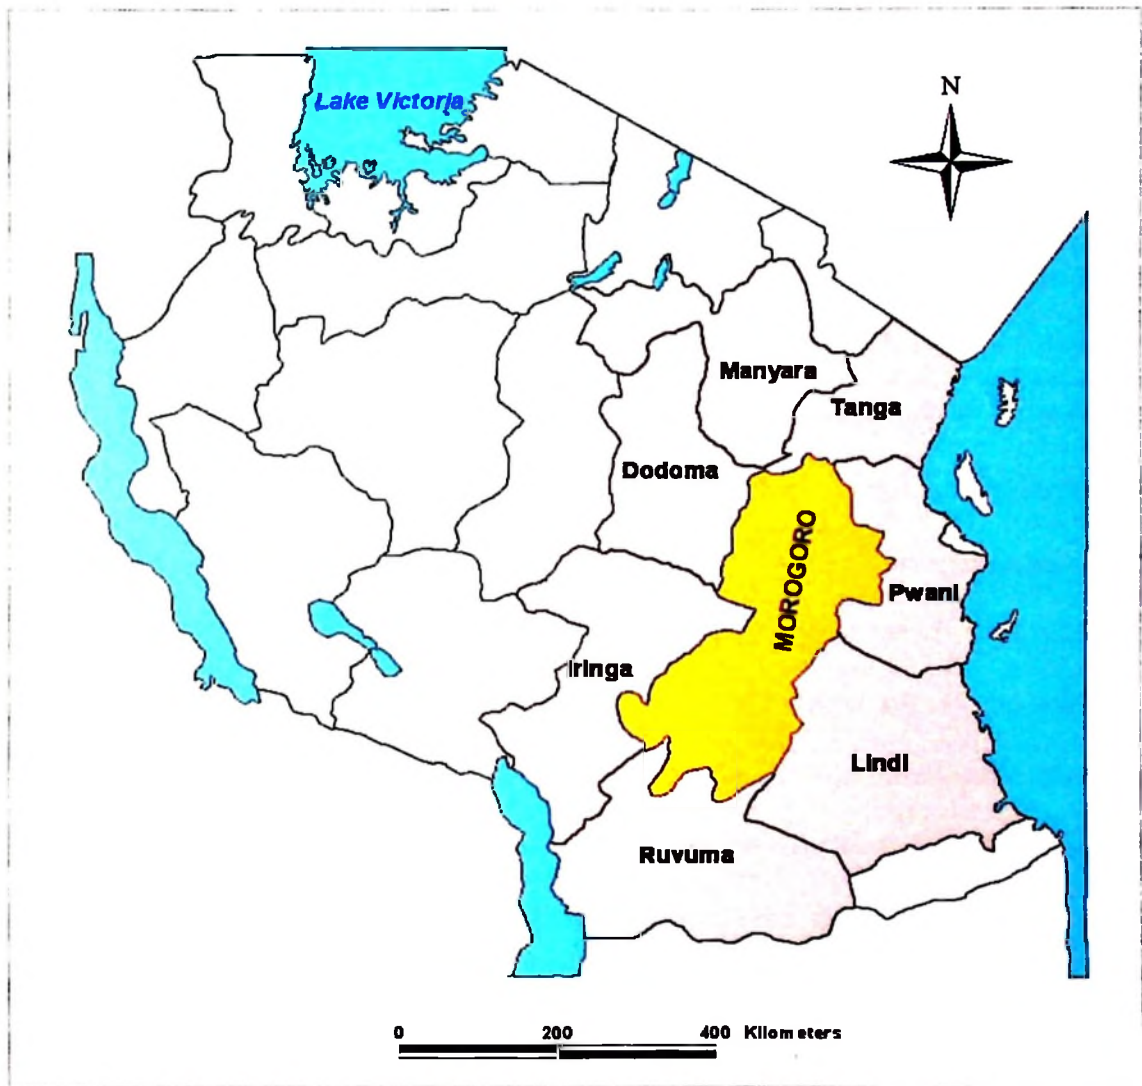 N
Lake Victoria
Manyara
Tanga
Dodoma
MOROGORO
Pwani
Iringa
Lindi
Ruvuma
0 200 400 Kilometers